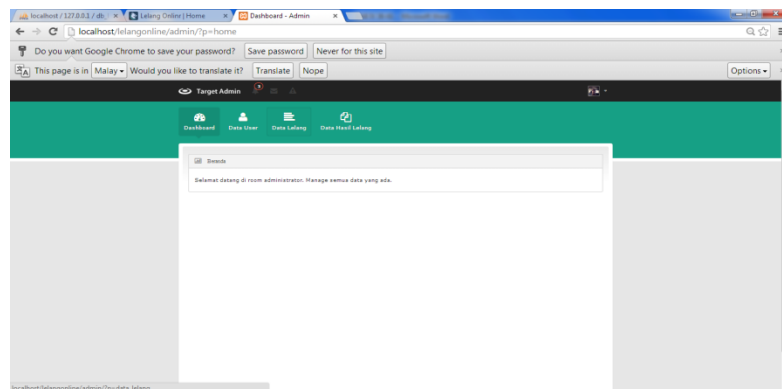 localhost / 127.0.0.1 / db_
Lelang Online | Home
Dashboard - Admin
localhost/lelangonline/admin/?p=home
Do you want Google Chrome to save your password? Save password Never for this site
This page is in Malay Would you like to translate it? Translate Nope Options
Target Admin
Dashboard Data User Data Lelang Data Hasil Lelang
Beranda
Selamat datang di room administrator. Manage semua data yang ada.
localhost/lelangonline/admin/?p=data_lelang